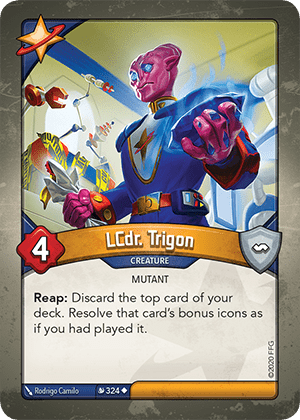 4
LCdr. Trigon
CREATURE
MUTANT
Reap: Discard the top card of your
deck. Resolve that card's bonus icons as
if you had played it.
Rodrigo Camilo
324
©2020 FFG